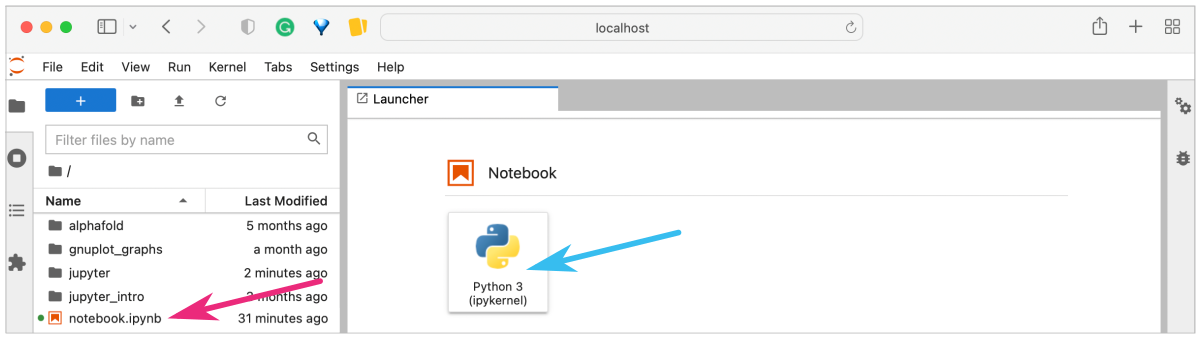 localhost
File Edit View Run Kernel Tabs Settings Help
+
Filter files by name
/
Name Last Modified
alphafold 5 months ago
gnuplot_graphs a month ago
jupyter 2 minutes ago
jupyter_intro months ago
notebook.ipynb 31 minutes ago
Launcher
Notebook
Python 3
(ipykernel)